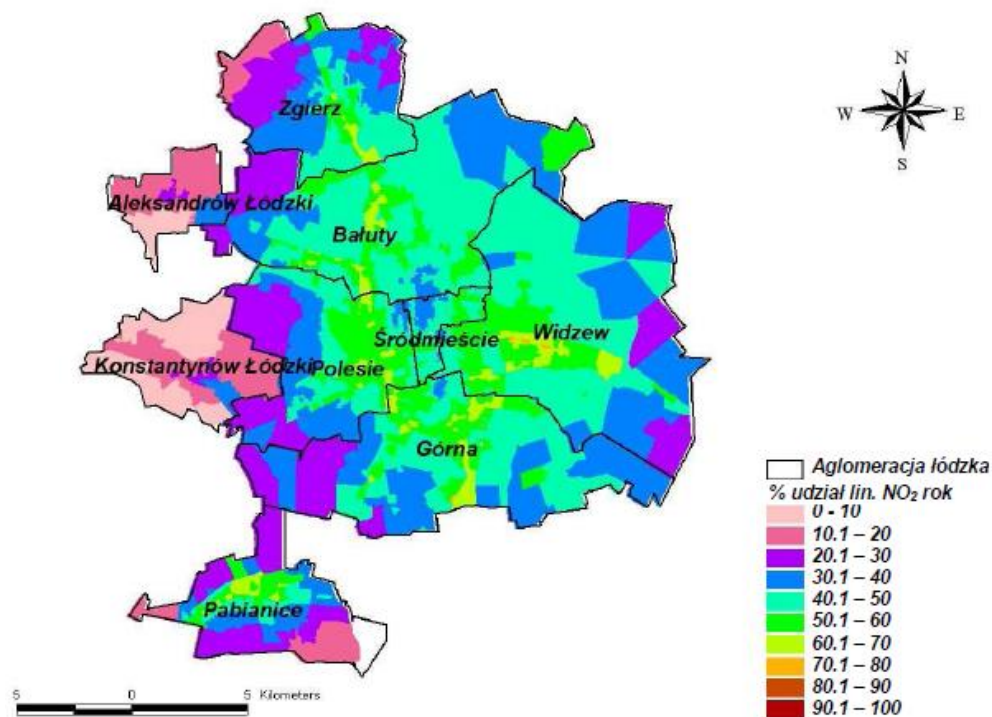 N
W E
S
Zgierz
Aleksandrów Łódzki
Bałuty
Śródmieście
Widzew
Konstantynów Łódzki
Polesie
Górna
Pabianice
Aglomeracja łódzka
% udział lin. NO₂ rok
0 - 10
10.1 – 20
20.1 – 30
30.1 – 40
40.1 – 50
50.1 – 60
60.1 – 70
70.1 – 80
80.1 – 90
90.1 – 100
5 0 5 Kilometers